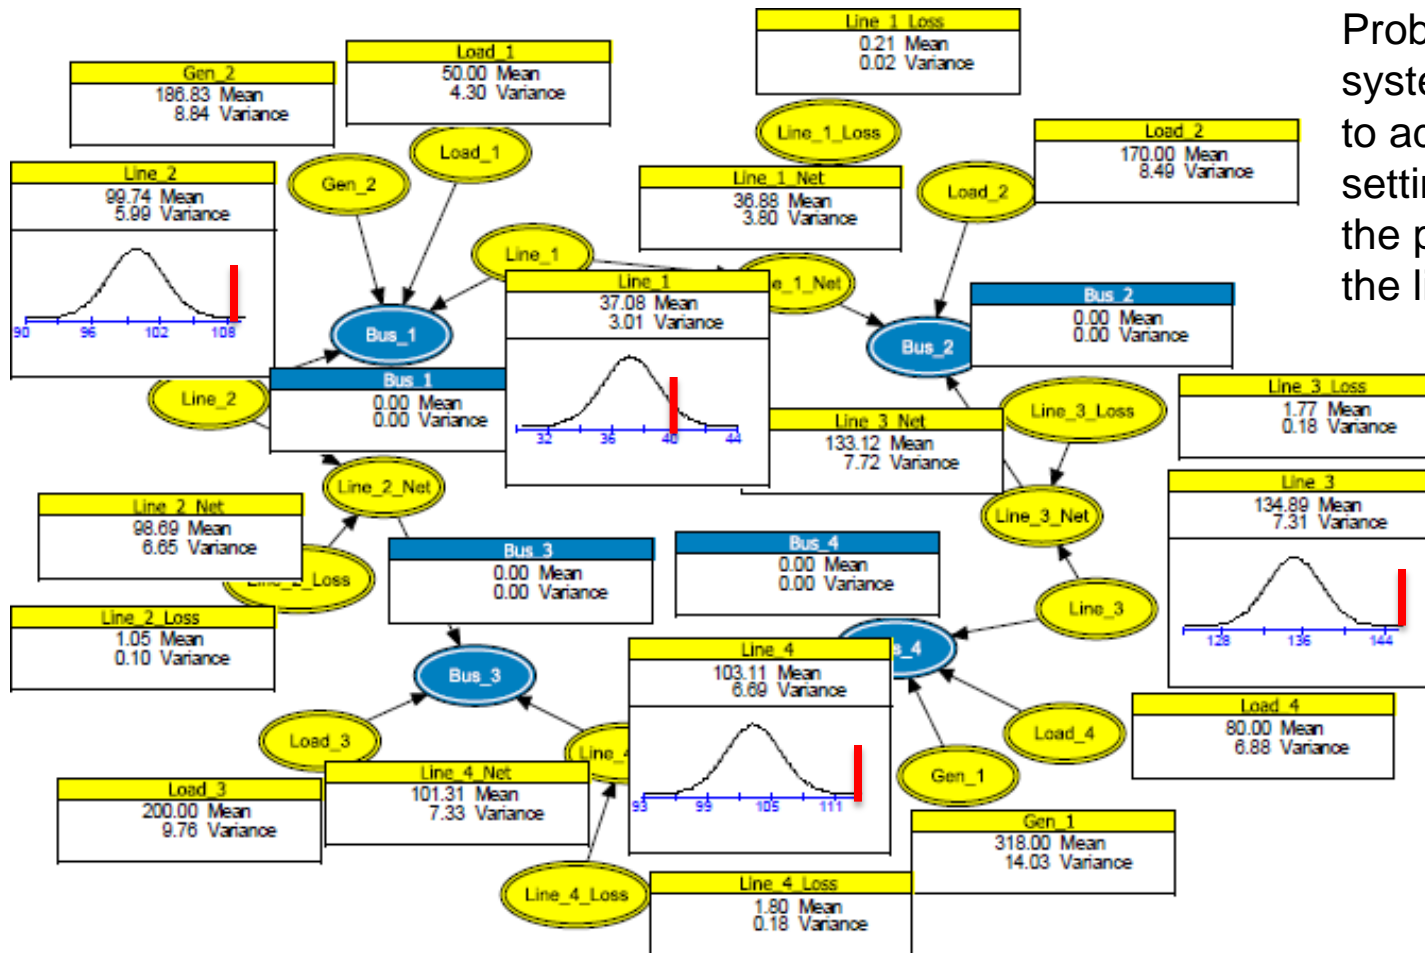 Line_1_Loss
0.21 Mean
0.02 Variance
Prob
syste
to ac
settin
the p
the l
Load_1
50.00 Mean
4.30 Variance
Gen_2
186.83 Mean
8.84 Variance
Line_1_Loss
Load_2
170.00 Mean
8.49 Variance
Load_1
Line_2
99.74 Mean
5.99 Variance
90 96 102 108
Gen_2
Line_1_Net
36.88 Mean
3.80 Variance
Load_2
Line_1
e_1_Net
Line_1
37.08 Mean
3.01 Variance
32 36 40 44
Bus_2
0.00 Mean
0.00 Variance
Bus_1
Bus_2
Bus_1
0.00 Mean
0.00 Variance
Line_2
Line_3_Loss
1.77 Mean
0.18 Variance
Line_3_Loss
Line_3_Net
133.12 Mean
7.72 Variance
Line_2_Net
Line_3
134.89 Mean
7.31 Variance
128 136 144
Line_2_Net
98.69 Mean
6.65 Variance
Line_3_Net
Bus_3
0.00 Mean
0.00 Variance
Bus_4
0.00 Mean
0.00 Variance
Loss
Line_2_Loss
1.05 Mean
0.10 Variance
Line_3
Line_4
103.11 Mean
6.69 Variance
93 99 105 111
s_4
Bus_3
Load_4
80.00 Mean
6.88 Variance
Load_3
Line_4
Load_4
Line_4_Net
101.31 Mean
7.33 Variance
Gen_1
Load_3
200.00 Mean
9.76 Variance
Gen_1
318.00 Mean
14.03 Variance
Line_4_Loss
Line_4_Loss
1.80 Mean
0.18 Variance